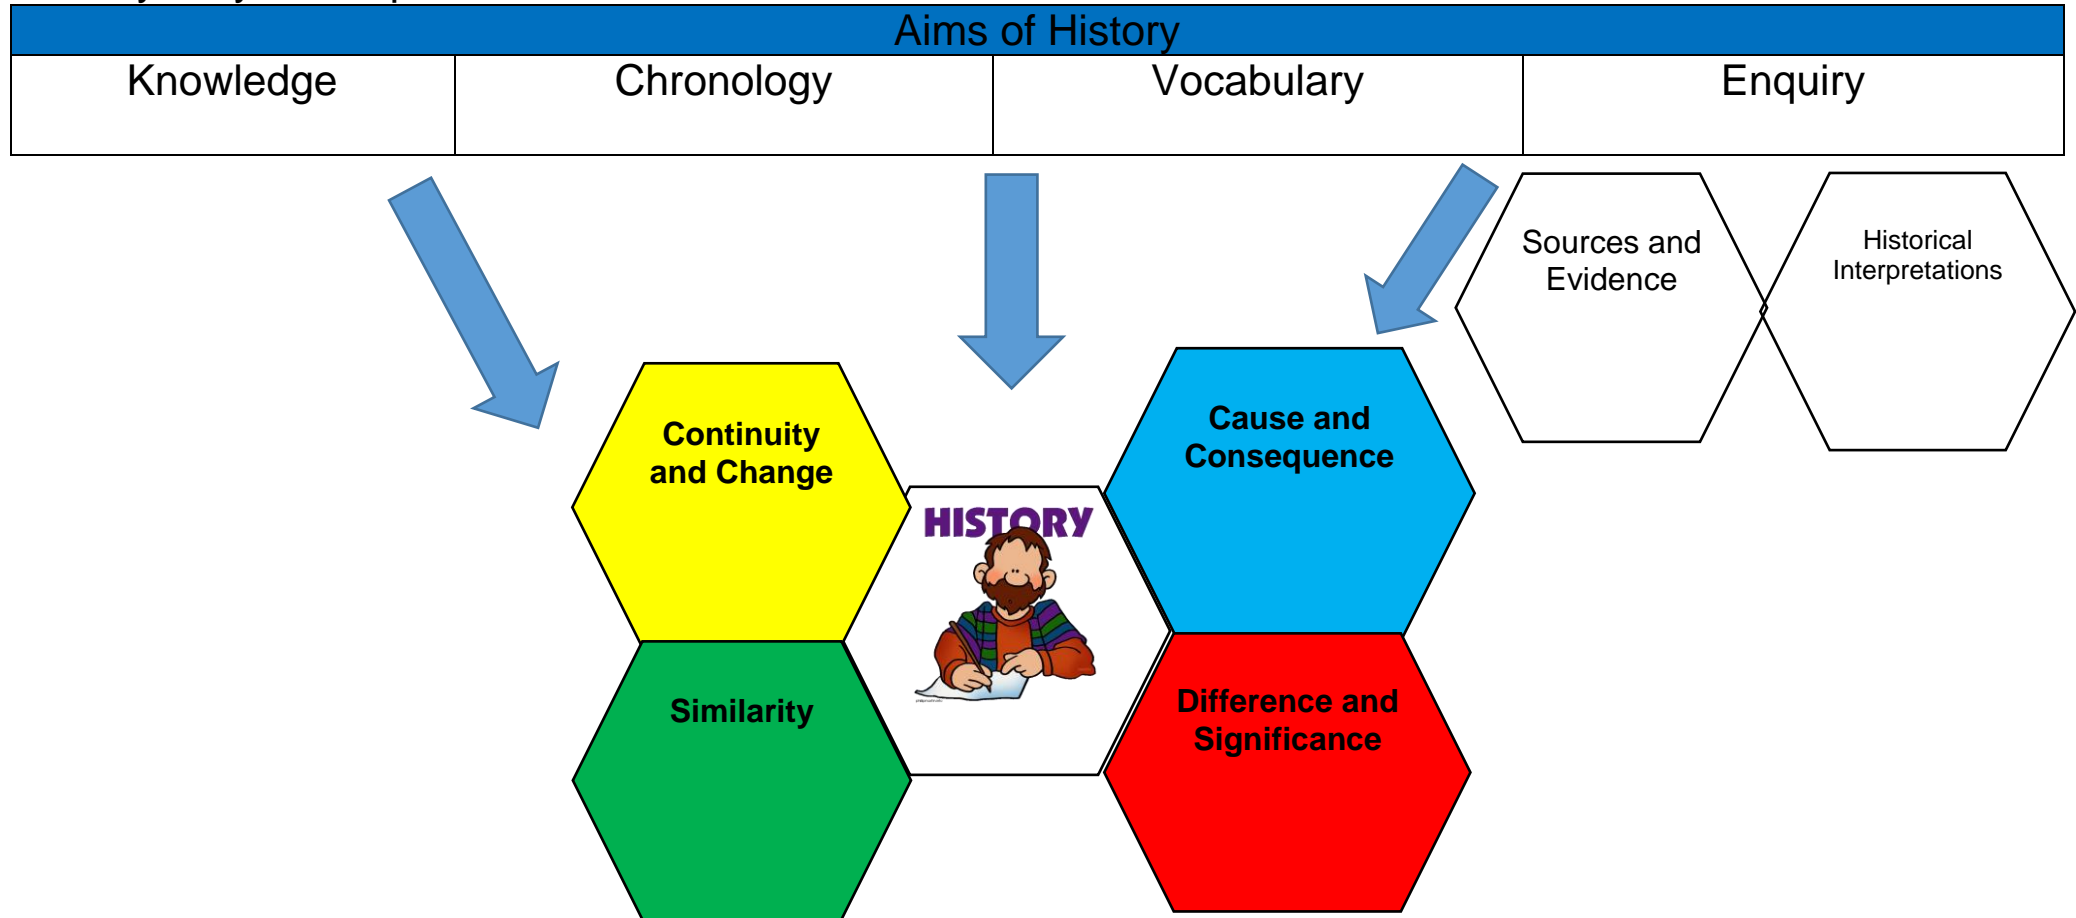 Aims of History
Knowledge
Chronology
Vocabulary
Enquiry
Sources and
Evidence
Historical
Interpretations
Continuity
and Change
Cause and
Consequence
HISTORY
Similarity
Difference and
Significance